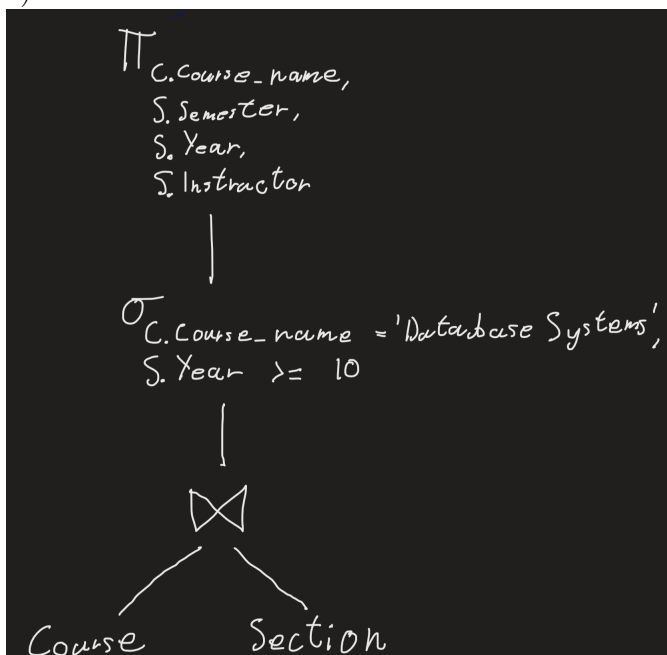 Π C.Course_name,
S.Semester,
S.Year,
S.Instructor
σ C.Course_name = 'Database Systems',
S.Year >= 10
⋈
Course Section